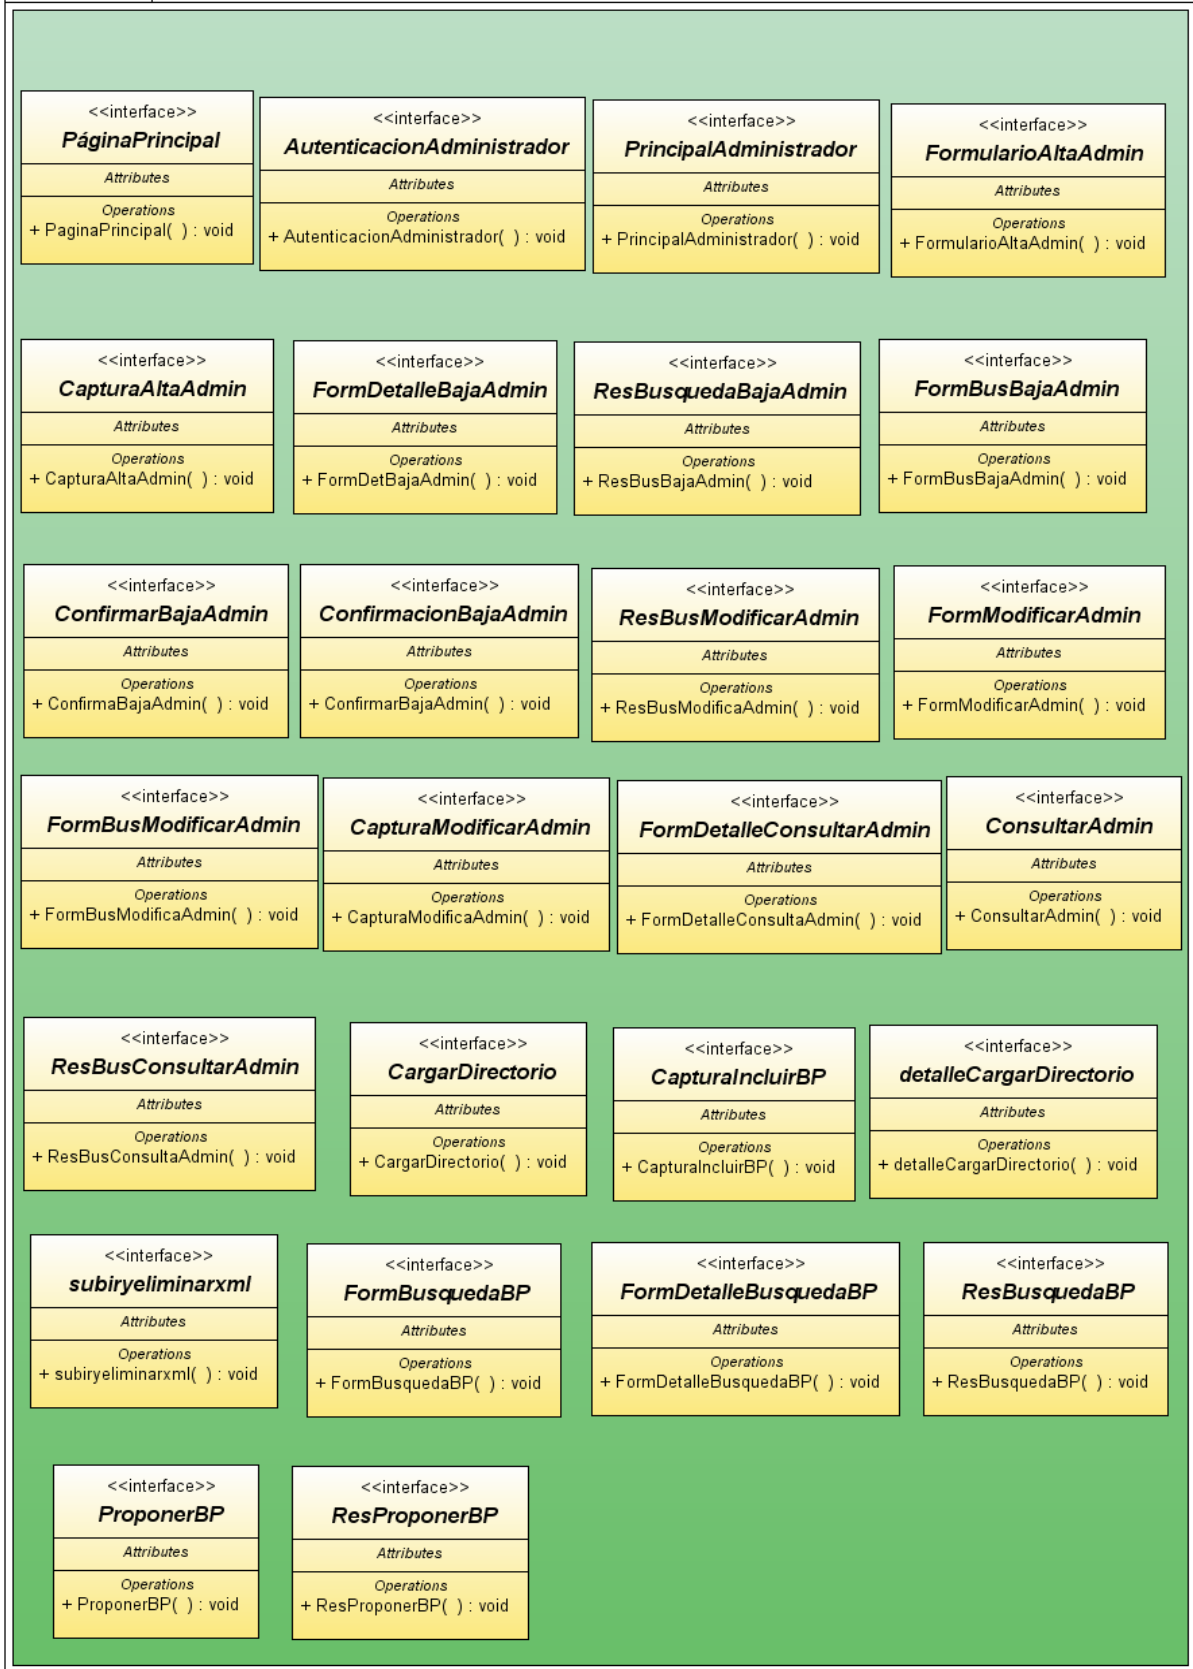 <<interface>>
PáginaPrincipal
Attributes
Operations
+ PaginaPrincipal( ) : void
<<interface>>
AutenticacionAdministrador
Attributes
Operations
+ AutenticacionAdministrador( ) : void
<<interface>>
PrincipalAdministrador
Attributes
Operations
+ PrincipalAdministrador( ) : void
<<interface>>
FormularioAltaAdmin
Attributes
Operations
+ FormularioAltaAdmin( ) : void
<<interface>>
CapturaAltaAdmin
Attributes
Operations
+ CapturaAltaAdmin( ) : void
<<interface>>
FormDetalleBajaAdmin
Attributes
Operations
+ FormDetBajaAdmin( ) : void
<<interface>>
ResBusquedaBajaAdmin
Attributes
Operations
+ ResBusBajaAdmin( ) : void
<<interface>>
FormBusBajaAdmin
Attributes
Operations
+ FormBusBajaAdmin( ) : void
<<interface>>
ConfirmarBajaAdmin
Attributes
Operations
+ ConfirmaBajaAdmin( ) : void
<<interface>>
ConfirmacionBajaAdmin
Attributes
Operations
+ ConfirmarBajaAdmin( ) : void
<<interface>>
ResBusModificarAdmin
Attributes
Operations
+ ResBusModificaAdmin( ) : void
<<interface>>
FormModificarAdmin
Attributes
Operations
+ FormModificarAdmin( ) : void
<<interface>>
FormBusModificarAdmin
Attributes
Operations
+ FormBusModificaAdmin( ) : void
<<interface>>
CapturaModificarAdmin
Attributes
Operations
+ CapturaModificaAdmin( ) : void
<<interface>>
FormDetalleConsultarAdmin
Attributes
Operations
+ FormDetalleConsultaAdmin( ) : void
<<interface>>
ConsultarAdmin
Attributes
Operations
+ ConsultarAdmin( ) : void
<<interface>>
ResBusConsultarAdmin
Attributes
Operations
+ ResBusConsultaAdmin( ) : void
<<interface>>
CargarDirectorio
Attributes
Operations
+ CargarDirectorio( ) : void
<<interface>>
CapturaIncluirBP
Attributes
Operations
+ CapturaIncluirBP( ) : void
<<interface>>
detalleCargarDirectorio
Attributes
Operations
+ detalleCargarDirectorio( ) : void
<<interface>>
subiryeliminarxml
Attributes
Operations
+ subiryeliminarxml( ) : void
<<interface>>
FormBusquedaBP
Attributes
Operations
+ FormBusquedaBP( ) : void
<<interface>>
FormDetalleBusquedaBP
Attributes
Operations
+ FormDetalleBusquedaBP( ) : void
<<interface>>
ResBusquedaBP
Attributes
Operations
+ ResBusquedaBP( ) : void
<<interface>>
ProponerBP
Attributes
Operations
+ ProponerBP( ) : void
<<interface>>
ResProponerBP
Attributes
Operations
+ ResProponerBP( ) : void